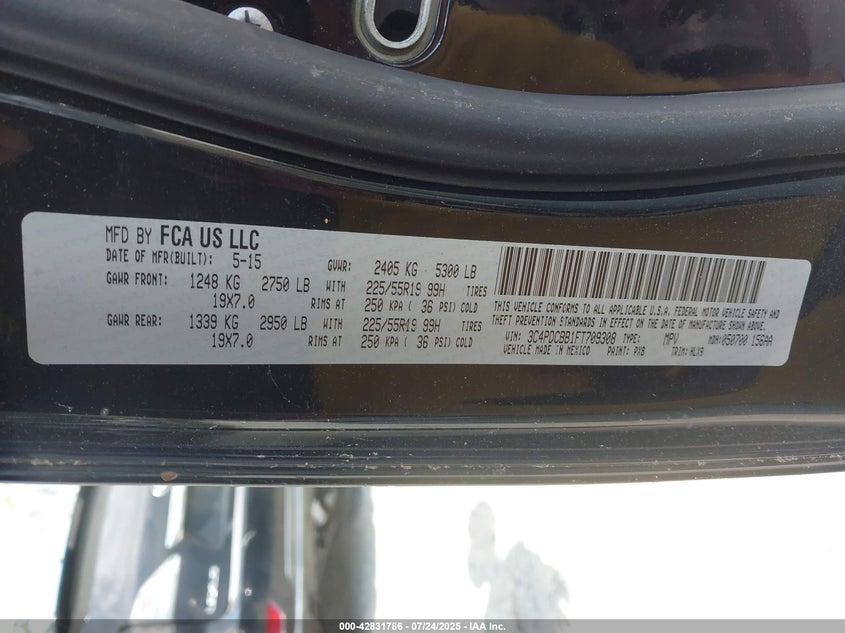 MFD BY FCA US LLC
DATE OF MFR(BUILT): 5-15 GVWR: 2405 KG 5300 LB
GAWR FRONT: 1248 KG 2750 LB WITH 225/55R19 99H TIRES
19X7.0 RIMS AT 250 KPA ( 36 PSI) COLD
GAWR REAR: 1339 KG 2950 LB WITH 225/55R19 99H TIRES
19X7.0 RIMS AT 250 KPA ( 36 PSI) COLD
THIS VEHICLE CONFORMS TO ALL APPLICABLE U.S.A. FEDERAL MOTOR VEHICLE SAFETY AND
THEFT PREVENTION STANDARDS IN EFFECT ON THE DATE OF MANUFACTURE SHOWN ABOVE.
VIN: 3C4PDCBB1FT709308 TYPE: MPV MDH:050700 156AA
VEHICLE MADE IN MEXICO PAINT: PX8 TRIM: HLX9
000-42831786 | 07/24/2025 | IAA Inc.